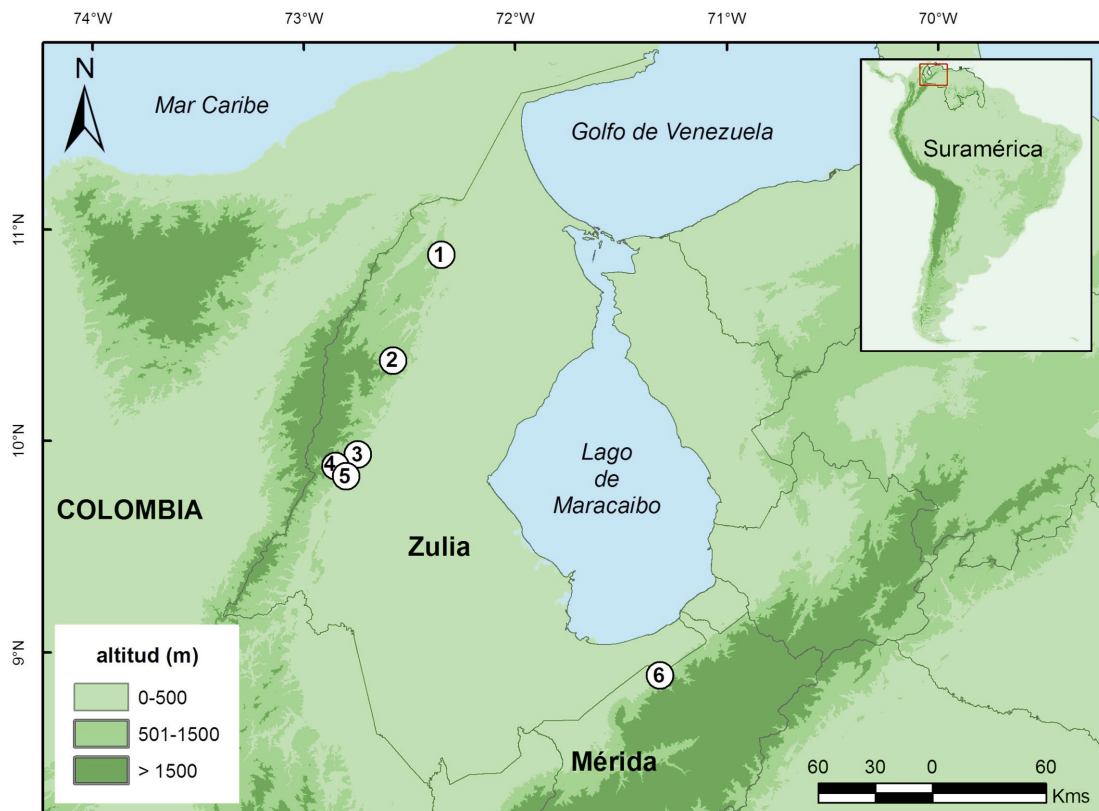 74°W 73°W 72°W 71°W 70°W
N
Mar Caribe
Golfo de Venezuela
Suramérica
11°N
1
2
10°N
3
4
5
Lago
de
Maracaibo
COLOMBIA
Zulia
9°N
6
Mérida
altitud (m)
0-500
501-1500
> 1500
60 30 0 60
Kms